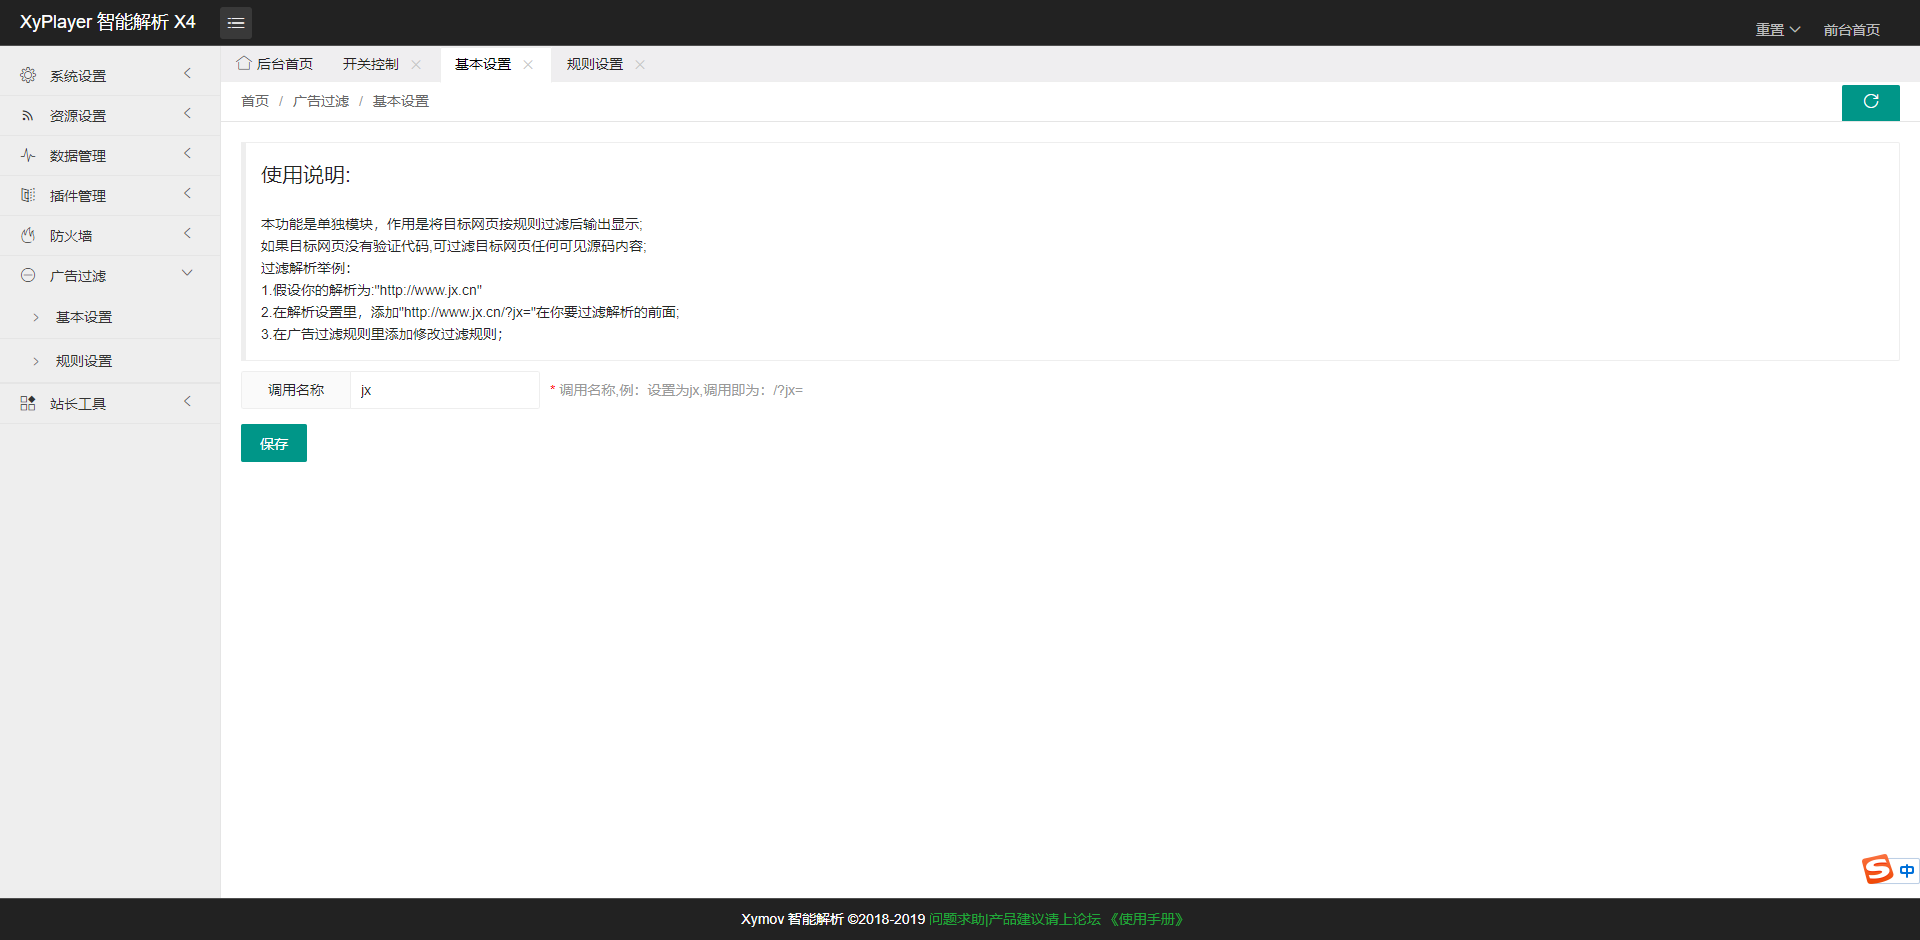 XyPlayer 智能解析 X4
重置
前台首页
系统设置
资源设置
数据管理
插件管理
防火墙
广告过滤
基本设置
规则设置
站长工具
后台首页
开关控制
基本设置
规则设置
首页 / 广告过滤 / 基本设置
使用说明:
本功能是单独模块，作用是将目标网页按规则过滤后输出显示;
如果目标网页没有验证代码,可过滤目标网页任何可见源码内容;
过滤解析举例：
1.假设你的解析为:"http://www.jx.cn"
2.在解析设置里，添加"http://www.jx.cn/?jx="在你要过滤解析的前面;
3.在广告过滤规则里添加修改过滤规则；
调用名称 jx * 调用名称,例：设置为jx,调用即为：/?jx=
保存
中
Xymov 智能解析 ©2018-2019 问题求助|产品建议请上论坛 《使用手册》